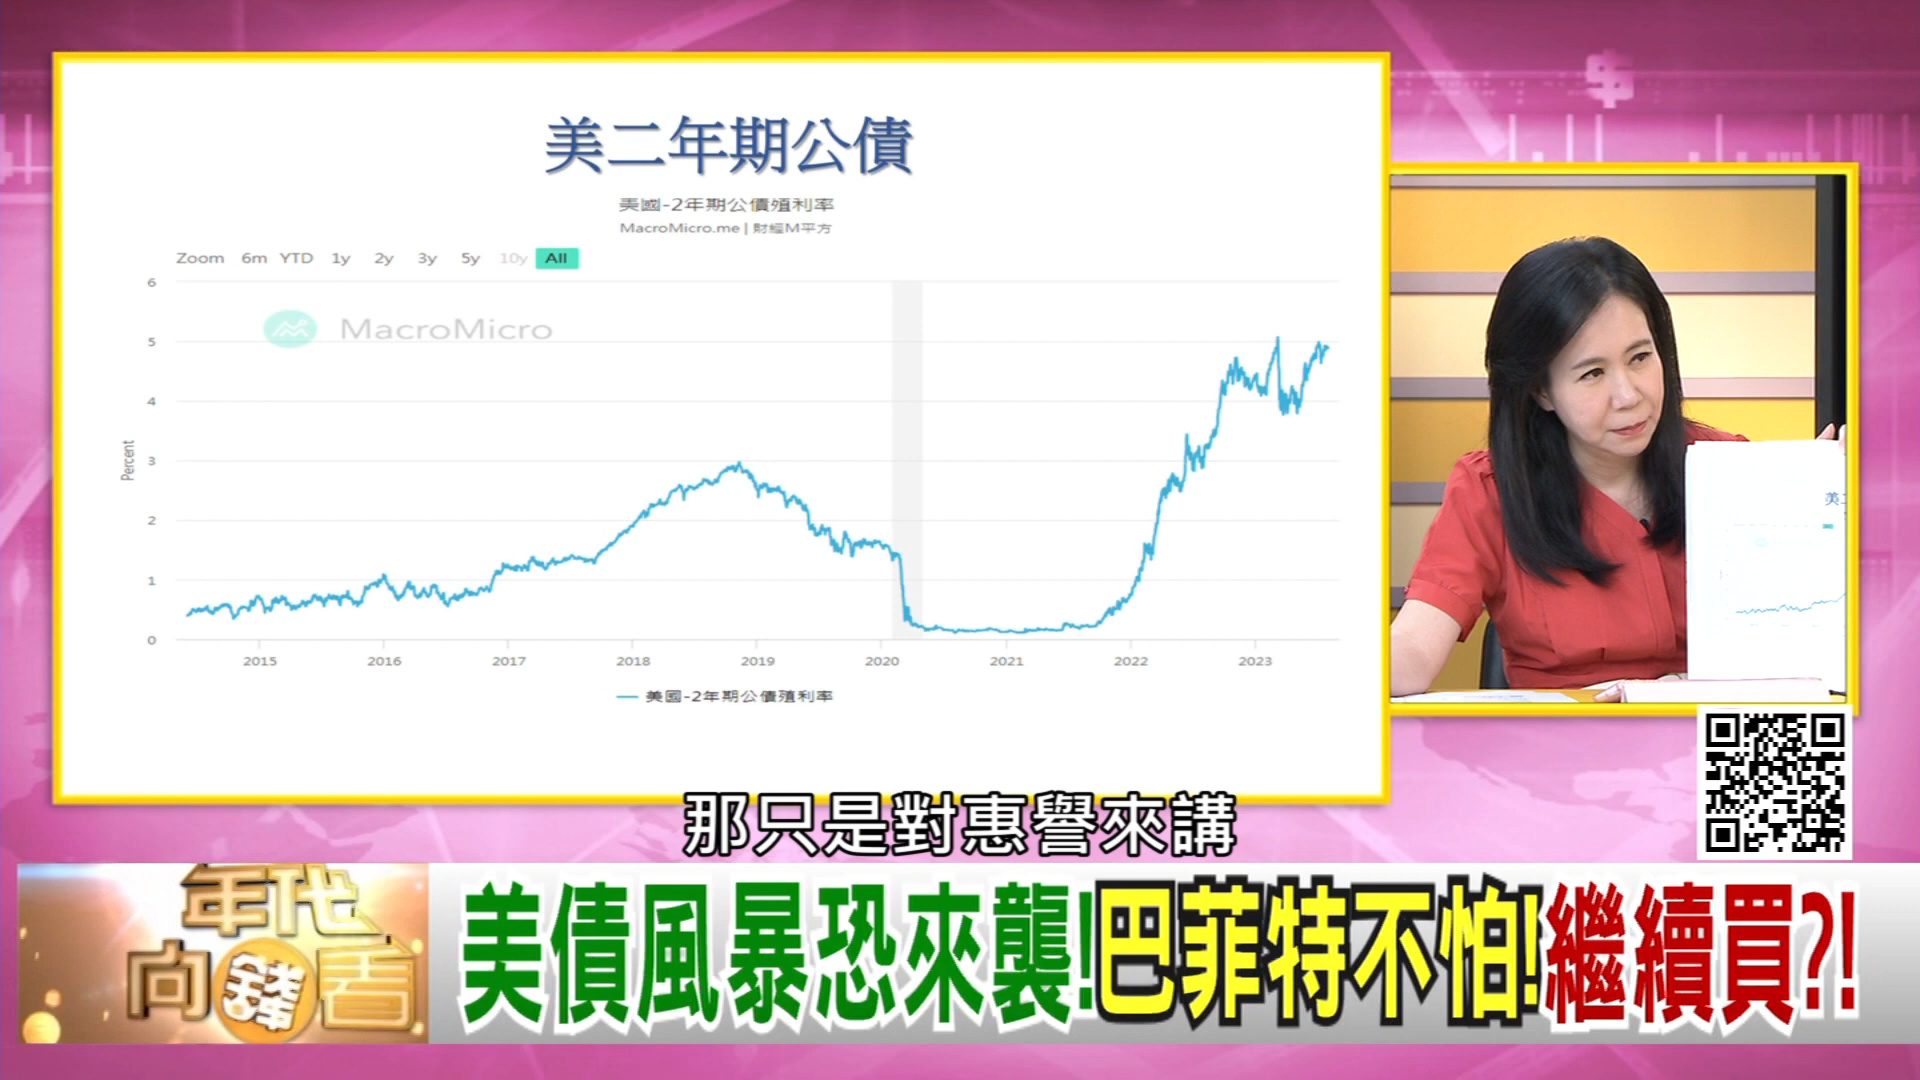 美二年期公債
美國-2年期公債殖利率
MacroMicro.me | 財經M平方
Zoom 6m YTD 1y 2y 3y 5y 10y All
MacroMicro
Percent
6
5
4
3
2
1
0
2015 2016 2017 2018 2019 2020 2021 2022 2023
美國-2年期公債殖利率
美二
那只是對惠譽來講
年代
向錢看
美債風暴恐來襲!巴菲特不怕!繼續買?!